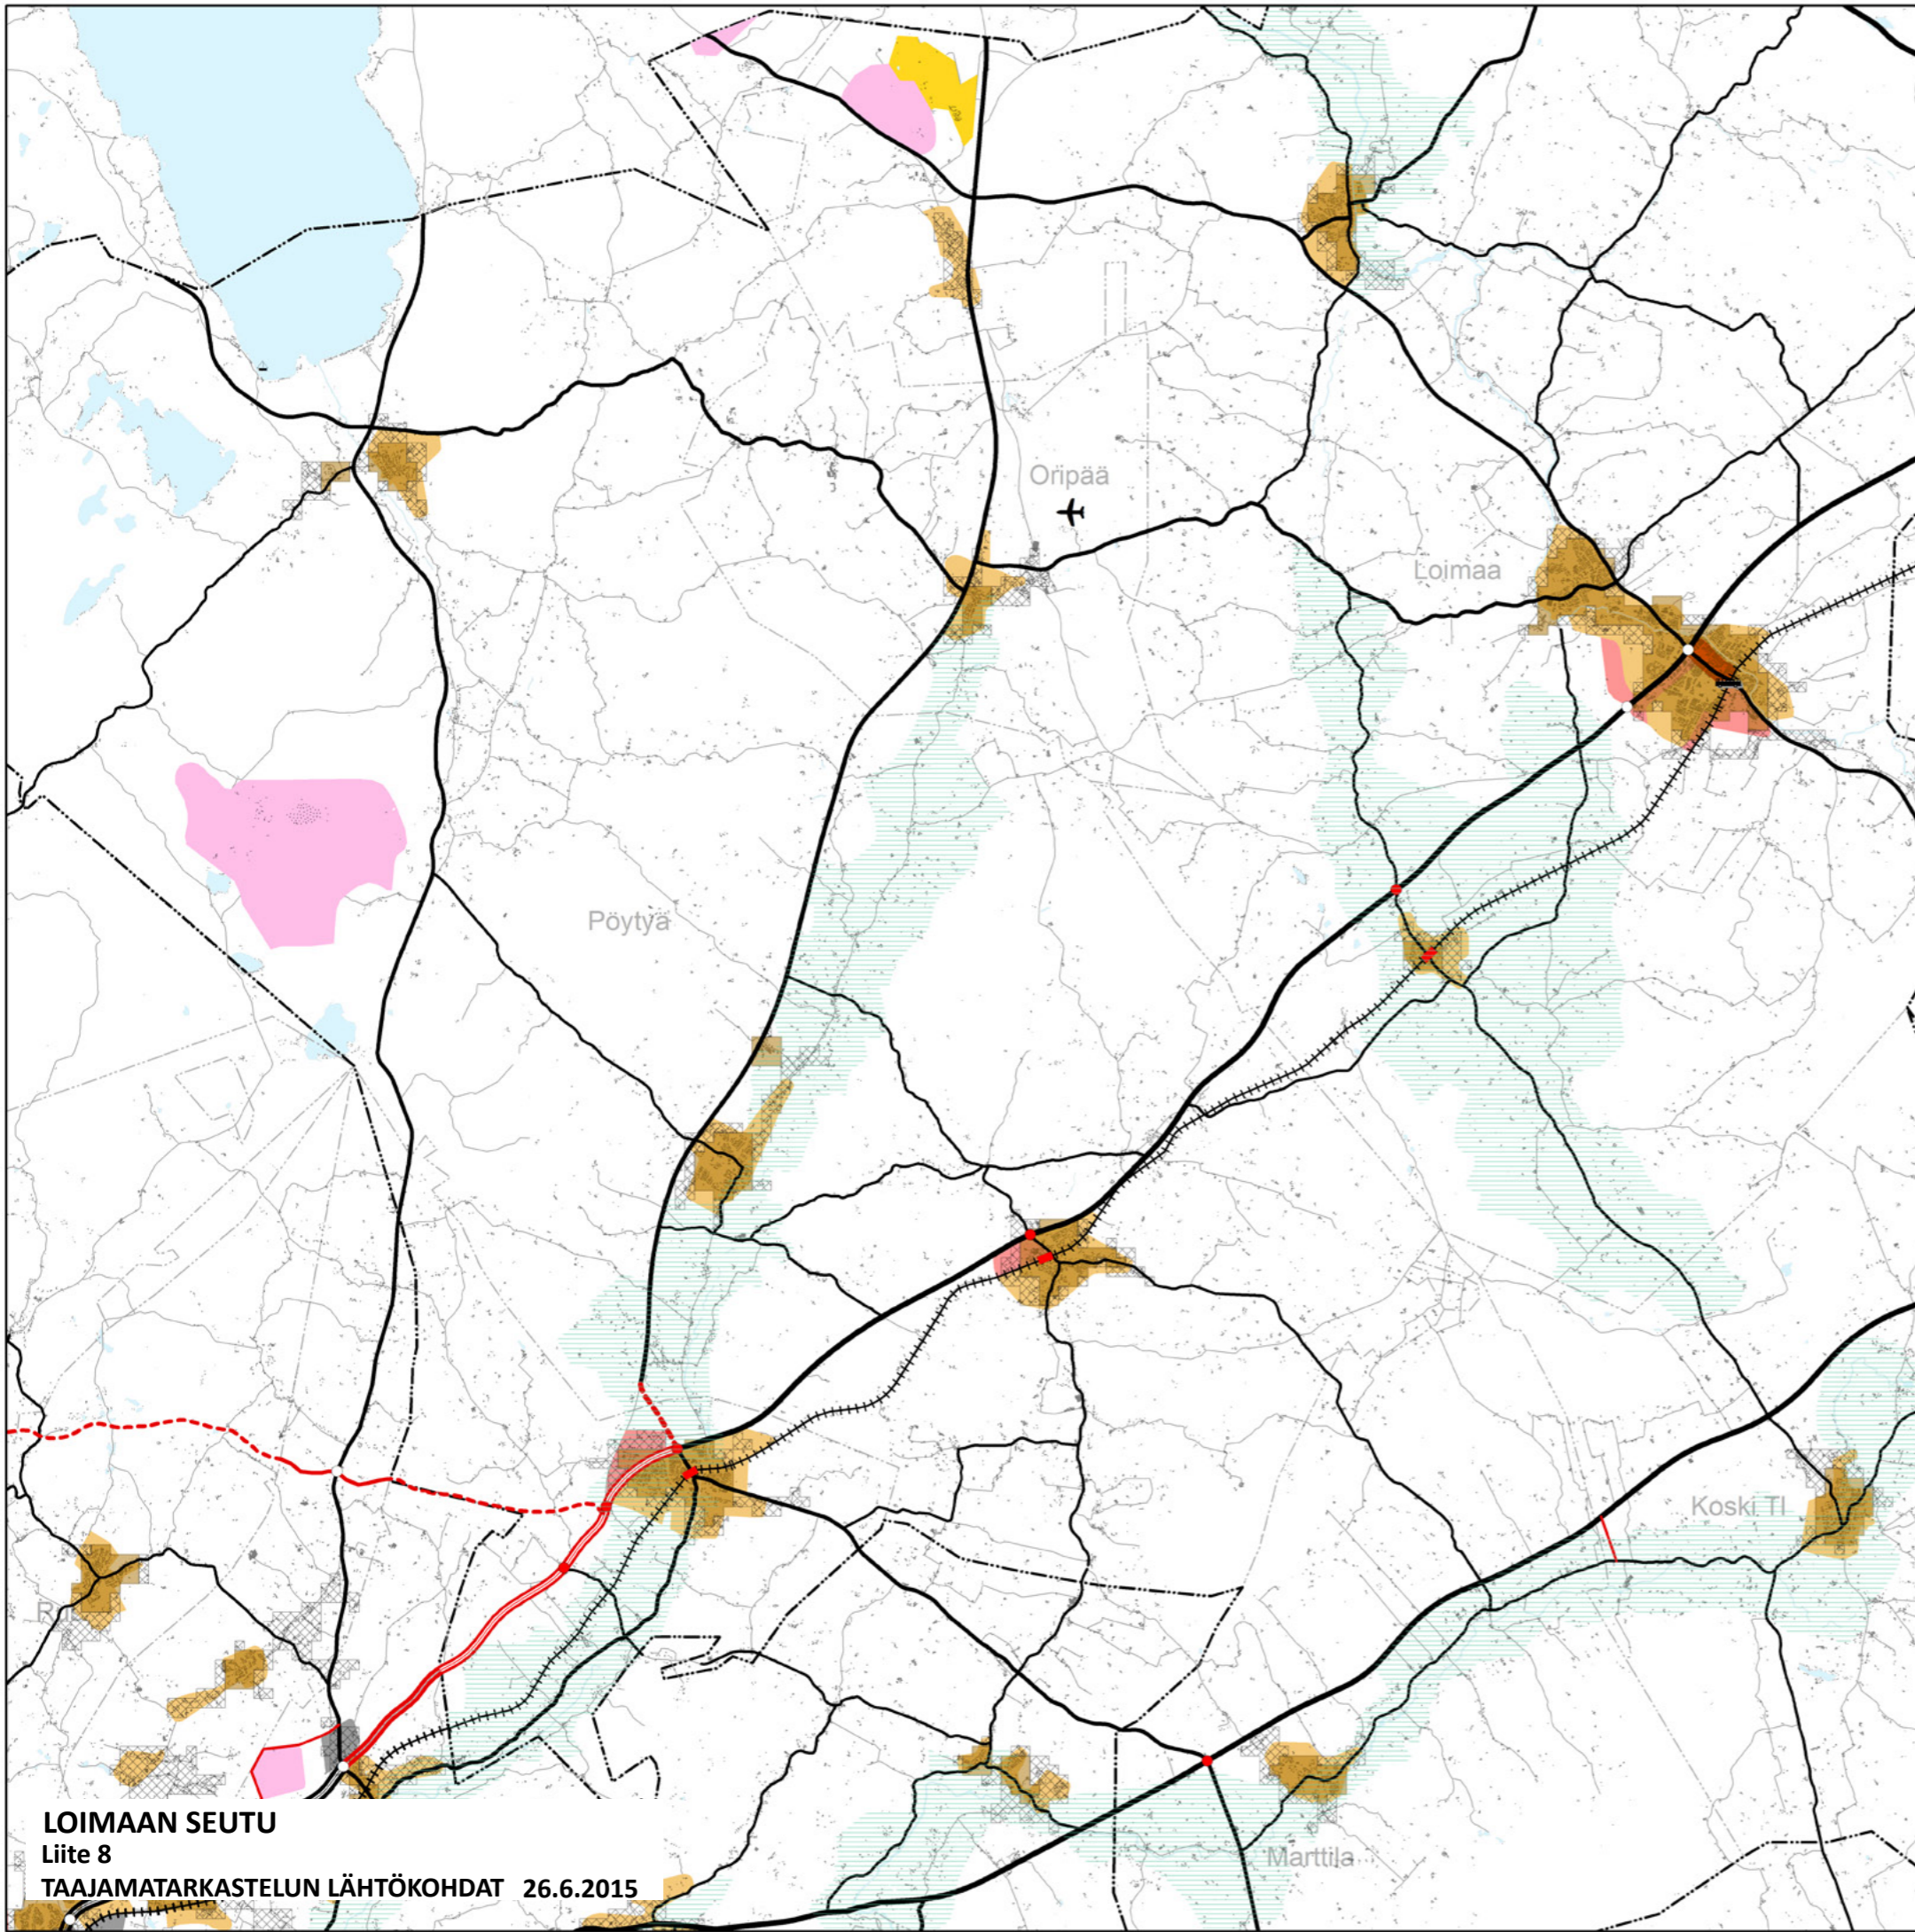 Oripää
Loimaa
Pöytyä
Koski Tl
Marttila
LOIMAAN SEUTU
Liite 8
TAAJAMATARKASTELUN LÄHTÖKOHDAT 26.6.2015